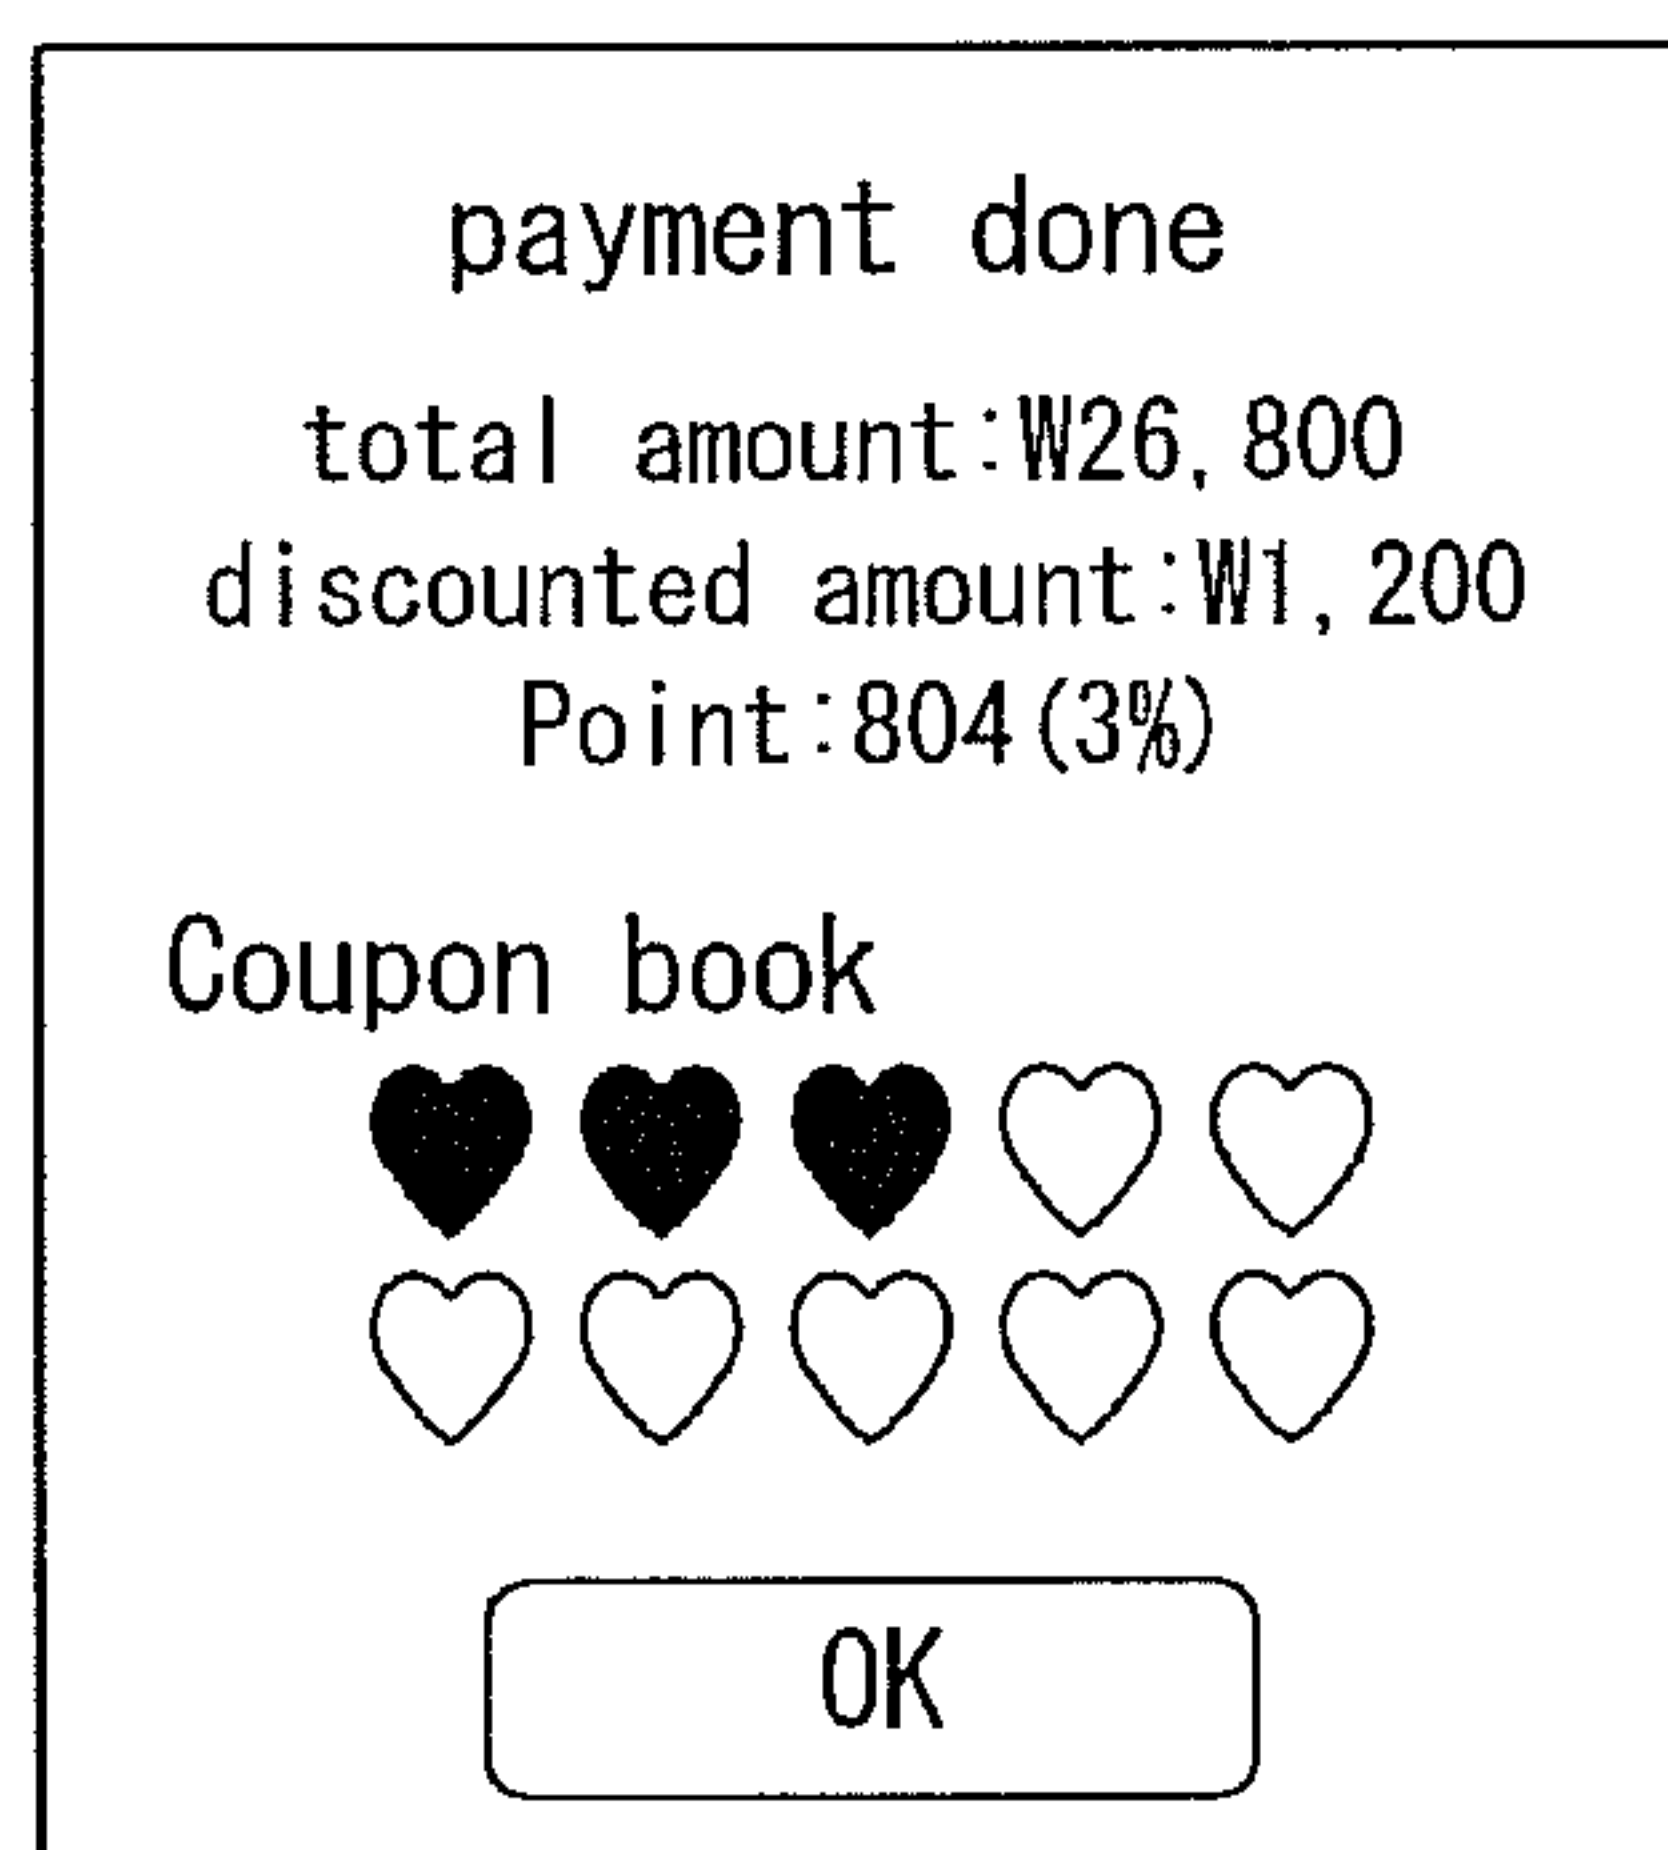 payment done
total amount:W26,800
discounted amount:W1,200
Point:804(3%)
Coupon book
OK